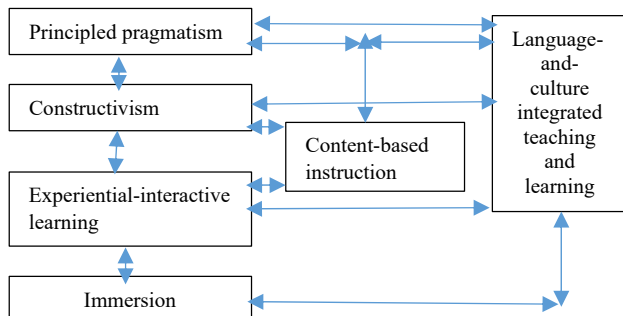 Principled pragmatism
Constructivism
Experiential-interactive
learning
Immersion
Content-based
instruction
Language-
and-
culture
integrated
teaching
and
learning